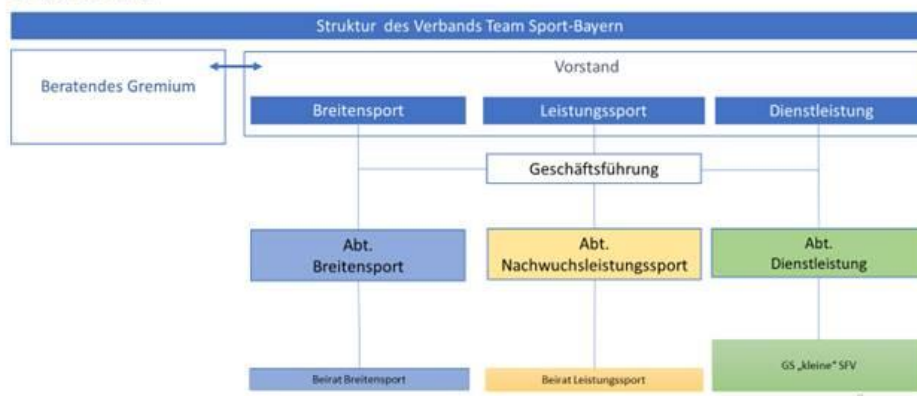 Struktur des Verbands Team Sport-Bayern
Beratendes Gremium
Vorstand
Breitensport
Leistungssport
Dienstleistung
Geschäftsführung
Abt.
Breitensport
Abt.
Nachwuchsleistungssport
Abt.
Dienstleistung
Beirat Breitensport
Beirat Leistungssport
GS „kleine“ SFV